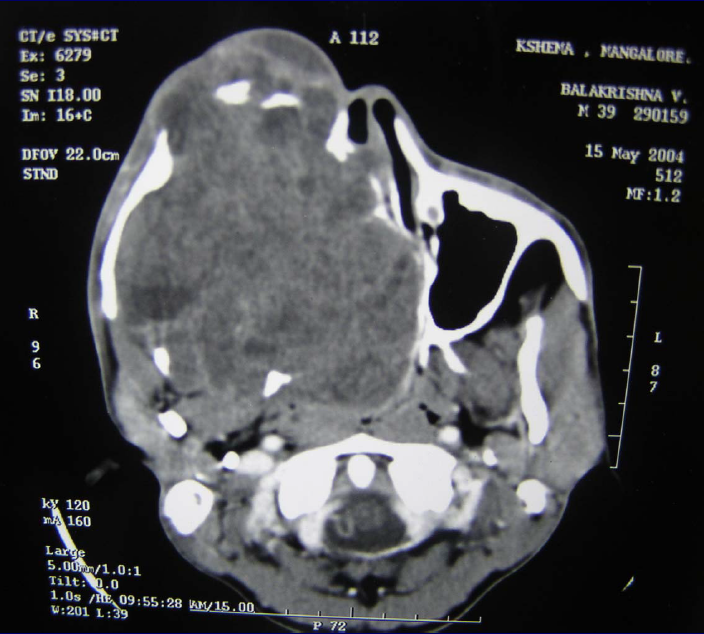 CT/e SYS#CT
Ex: 6279
Se: 3
SN I18.00
Im: 16+C
DFOV 22.0cm
STND
A 112
KSHEMA , MANGALORE.
BALAKRISHNA V.
M 39 290159
15 May 2004
512
MF:1.2
R
9
6
L
8
7
kV 120
mA 160
Large
5.00mm/1.0:1
Tilt: 0.0
1.0s /HE 09:55:28 AM/15.00
W:201 L:39
P 72